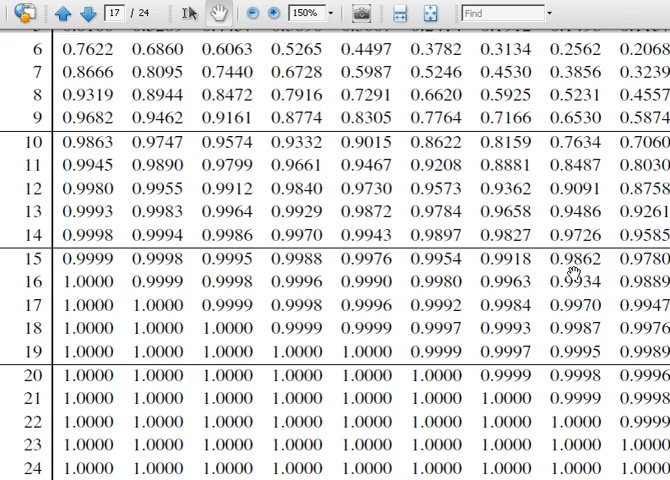 17 / 24 150% Find
6 0.7622 0.6860 0.6063 0.5265 0.4497 0.3782 0.3134 0.2562 0.2068
7 0.8666 0.8095 0.7440 0.6728 0.5987 0.5246 0.4530 0.3856 0.3239
8 0.9319 0.8944 0.8472 0.7916 0.7291 0.6620 0.5925 0.5231 0.4557
9 0.9682 0.9462 0.9161 0.8774 0.8305 0.7764 0.7166 0.6530 0.5874
10 0.9863 0.9747 0.9574 0.9332 0.9015 0.8622 0.8159 0.7634 0.7060
11 0.9945 0.9890 0.9799 0.9661 0.9467 0.9208 0.8881 0.8487 0.8030
12 0.9980 0.9955 0.9912 0.9840 0.9730 0.9573 0.9362 0.9091 0.8758
13 0.9993 0.9983 0.9964 0.9929 0.9872 0.9784 0.9658 0.9486 0.9261
14 0.9998 0.9994 0.9986 0.9970 0.9943 0.9897 0.9827 0.9726 0.9585
15 0.9999 0.9998 0.9995 0.9988 0.9976 0.9954 0.9918 0.9862 0.9780
16 1.0000 0.9999 0.9998 0.9996 0.9990 0.9980 0.9963 0.9934 0.9889
17 1.0000 1.0000 0.9999 0.9998 0.9996 0.9992 0.9984 0.9970 0.9947
18 1.0000 1.0000 1.0000 0.9999 0.9999 0.9997 0.9993 0.9987 0.9976
19 1.0000 1.0000 1.0000 1.0000 1.0000 0.9999 0.9997 0.9995 0.9989
20 1.0000 1.0000 1.0000 1.0000 1.0000 1.0000 0.9999 0.9998 0.9996
21 1.0000 1.0000 1.0000 1.0000 1.0000 1.0000 1.0000 0.9999 0.9998
22 1.0000 1.0000 1.0000 1.0000 1.0000 1.0000 1.0000 1.0000 0.9999
23 1.0000 1.0000 1.0000 1.0000 1.0000 1.0000 1.0000 1.0000 1.0000
24 1.0000 1.0000 1.0000 1.0000 1.0000 1.0000 1.0000 1.0000 1.0000